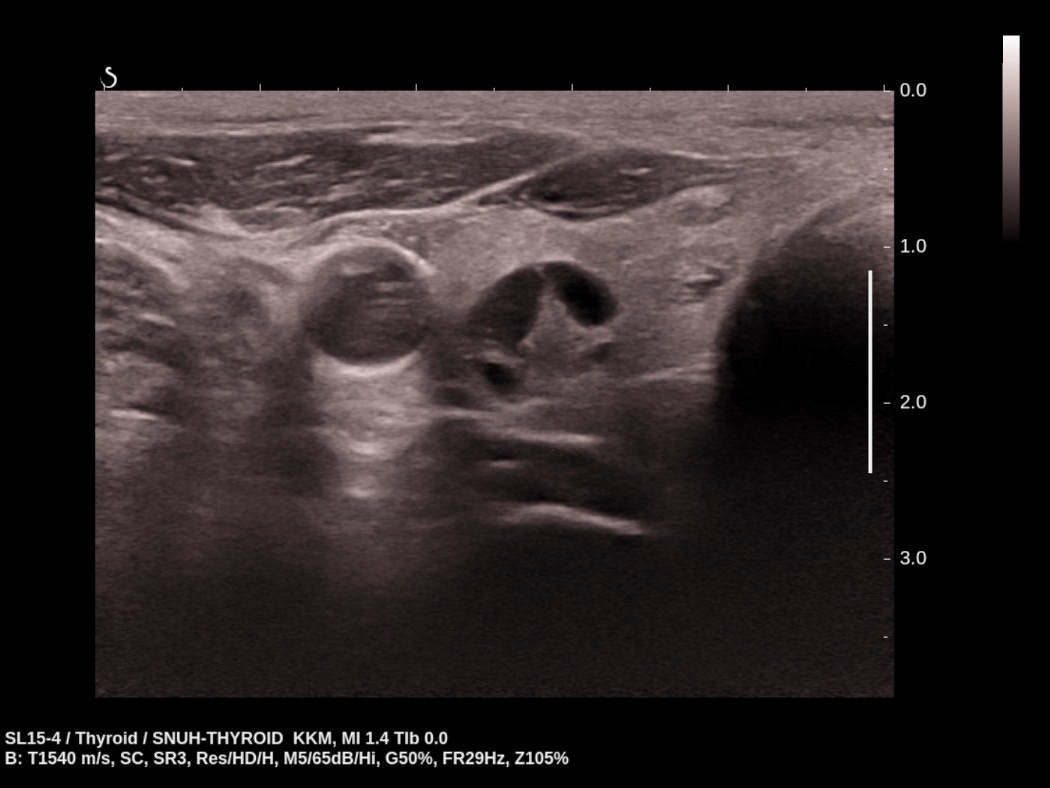 0.0
1.0
2.0
3.0
SL15-4 / Thyroid / SNUH-THYROID KKM, MI 1.4 TIb 0.0
B: T1540 m/s, SC, SR3, Res/HD/H, M5/65dB/Hi, G50%, FR29Hz, Z105%